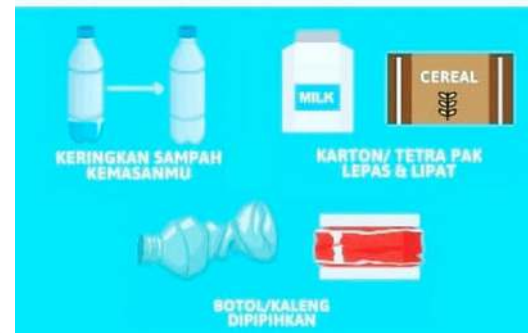 MILK
CEREAL
KERINGKAN SAMPAH
KEMASANMU
KARTON/ TETRA PAK
LEPAS & LIPAT
BOTOL/KALENG
DIPIPIHKAN